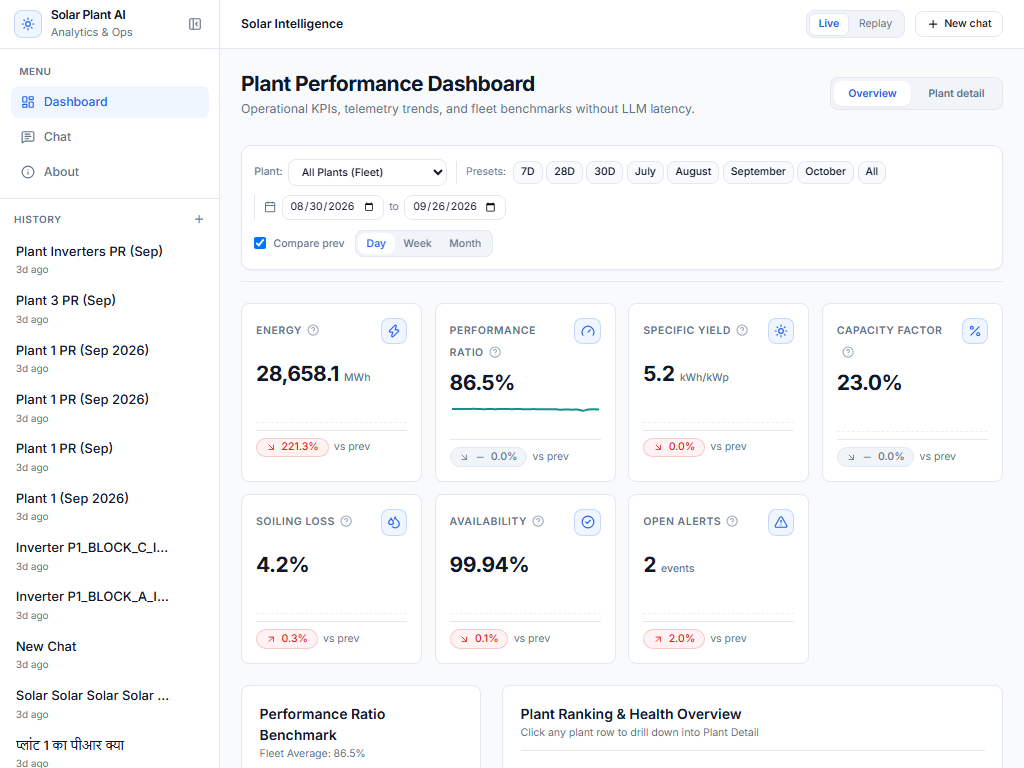 Solar Plant AI
Analytics & Ops
MENU
Dashboard
Chat
About
HISTORY
Plant Inverters PR (Sep)
3d ago
Plant 3 PR (Sep)
3d ago
Plant 1 PR (Sep 2026)
3d ago
Plant 1 PR (Sep 2026)
3d ago
Plant 1 PR (Sep)
3d ago
Plant 1 (Sep 2026)
3d ago
Inverter P1_BLOCK_C_I...
3d ago
Inverter P1_BLOCK_A_I...
3d ago
New Chat
3d ago
Solar Solar Solar Solar ...
3d ago
प्लांट 1 का पीआर क्या
3d ago
Solar Intelligence
Live Replay
New chat
Plant Performance Dashboard
Operational KPIs, telemetry trends, and fleet benchmarks without LLM latency.
Overview Plant detail
Plant: All Plants (Fleet) Presets: 7D 28D 30D July August September October All
08/30/2026 to 09/26/2026
Compare prev Day Week Month
ENERGY
28,658.1 MWh
221.3% vs prev
PERFORMANCE
RATIO
86.5%
– 0.0% vs prev
SPECIFIC YIELD
5.2 kWh/kWp
0.0% vs prev
CAPACITY FACTOR
23.0%
– 0.0% vs prev
SOILING LOSS
4.2%
0.3% vs prev
AVAILABILITY
99.94%
0.1% vs prev
OPEN ALERTS
2 events
2.0% vs prev
Performance Ratio
Benchmark
Fleet Average: 86.5%
Plant Ranking & Health Overview
Click any plant row to drill down into Plant Detail